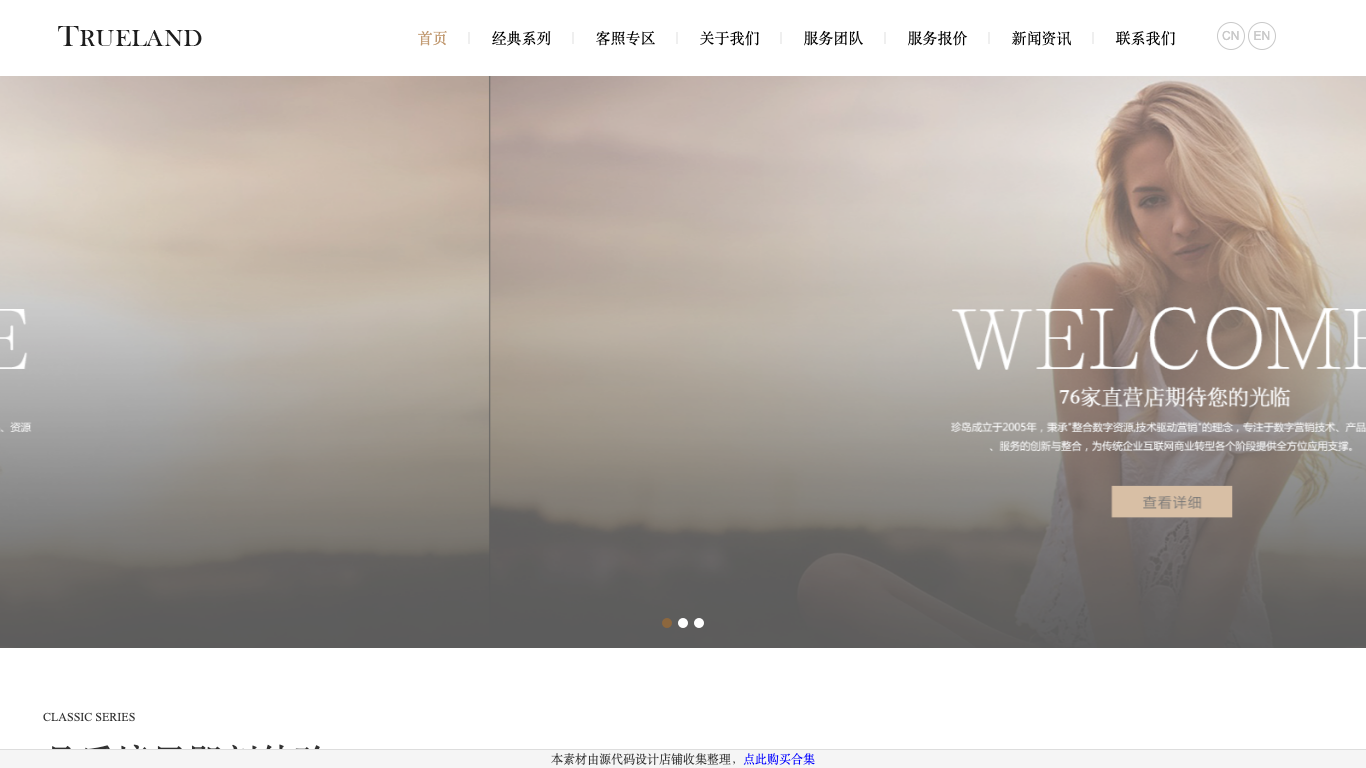 TRUELAND
首页
经典系列
客照专区
关于我们
服务团队
服务报价
新闻资讯
联系我们
CN EN
E
、资源
WELCOME
76家直营店期待您的光临
珍岛成立于2005年，秉承"整合数字资源,技术驱动营销"的理念，专注于数字营销技术、产品
、服务的创新与整合，为传统企业互联网商业转型各个阶段提供全方位应用支撑。
查看详细
CLASSIC SERIES
本素材由源代码设计店铺收集整理，点此购买合集